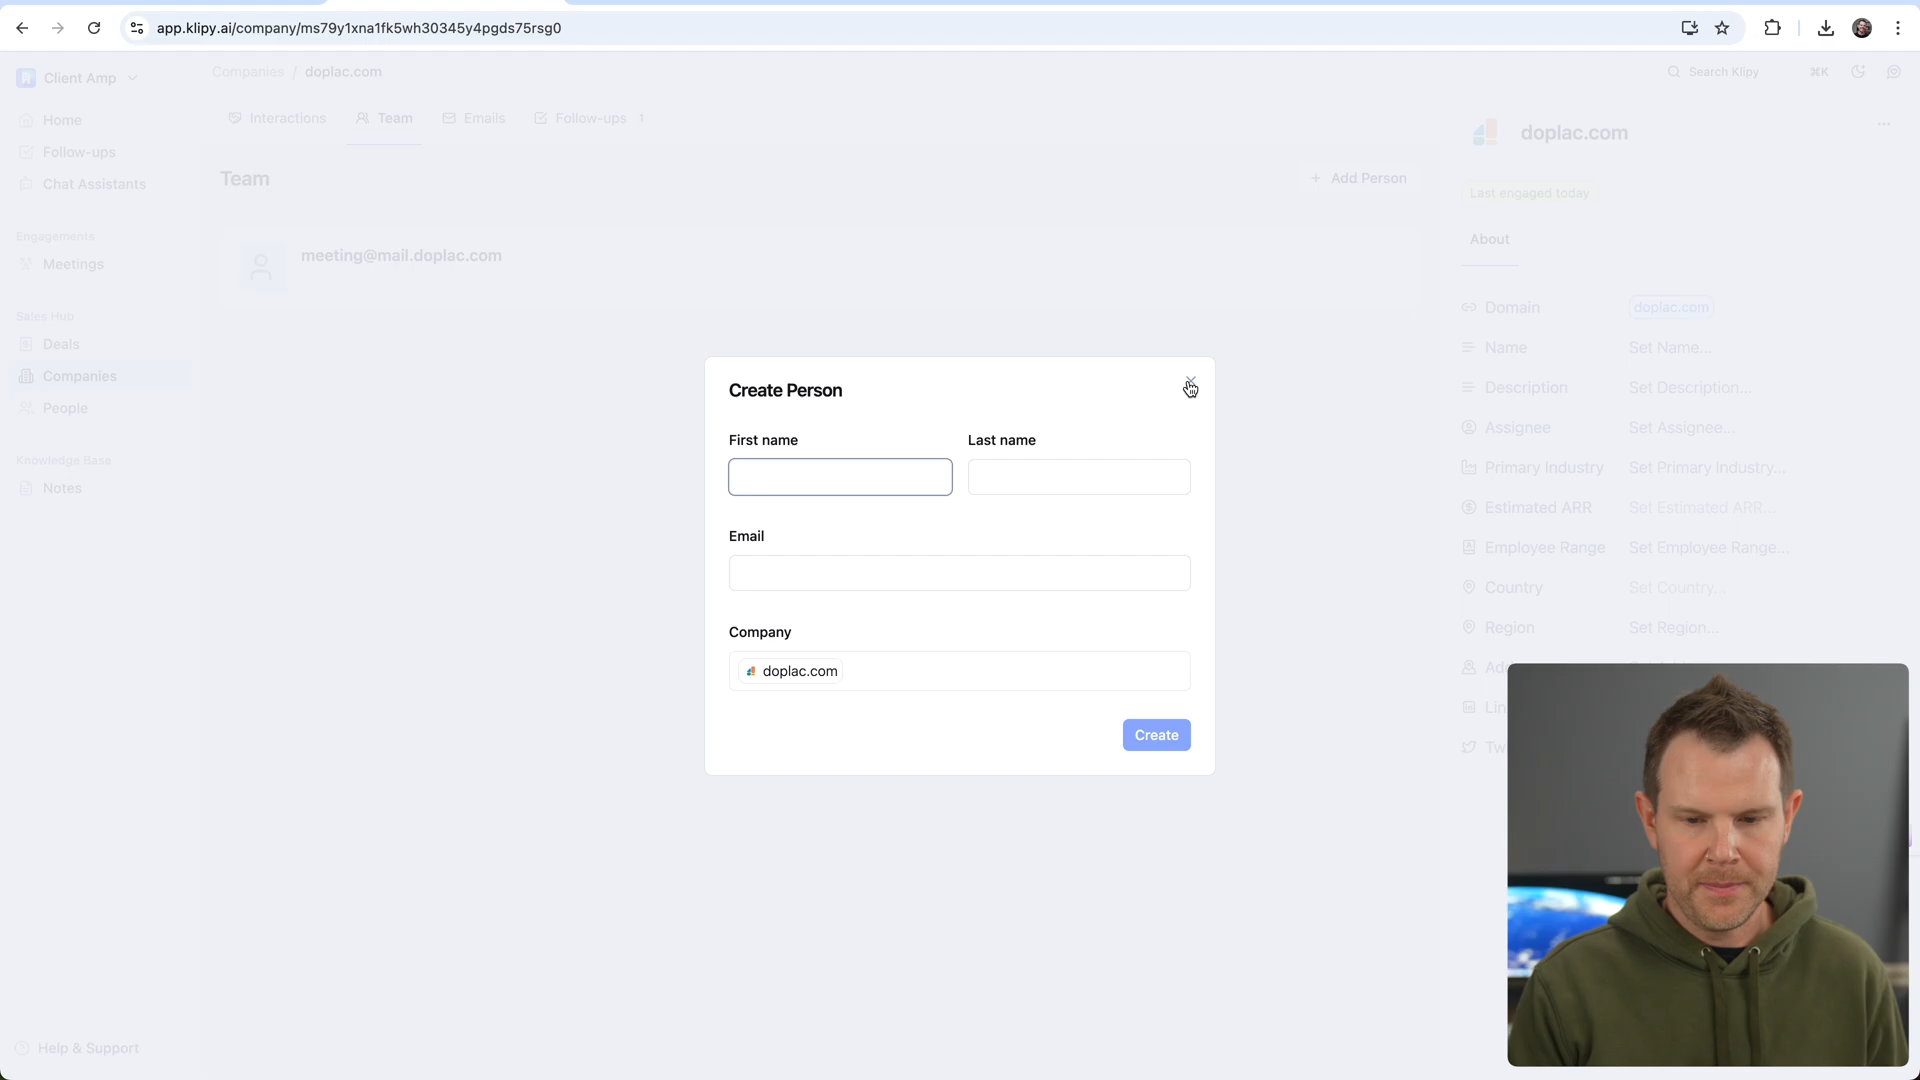 app.klipy.ai/company/ms79y1xna1fk5wh30345y4pgds75rsg0
Client Amp
Companies / doplac.com
Search Klipy
⌘K
Home
Follow-ups
Chat Assistants
Engagements
Meetings
Sales Hub
Deals
Companies
People
Knowledge Base
Notes
Help & Support
Interactions
Team
Emails
Follow-ups 1
Team
+ Add Person
meeting@mail.doplac.com
Create Person
First name
Last name
Email
Company
doplac.com
Create
doplac.com
Last engaged today
About
Domain doplac.com
Name Set Name...
Description Set Description...
Assignee Set Assignee...
Primary Industry Set Primary Industry...
Estimated ARR Set Estimated ARR...
Employee Range Set Employee Range...
Country Set Country...
Region Set Region...